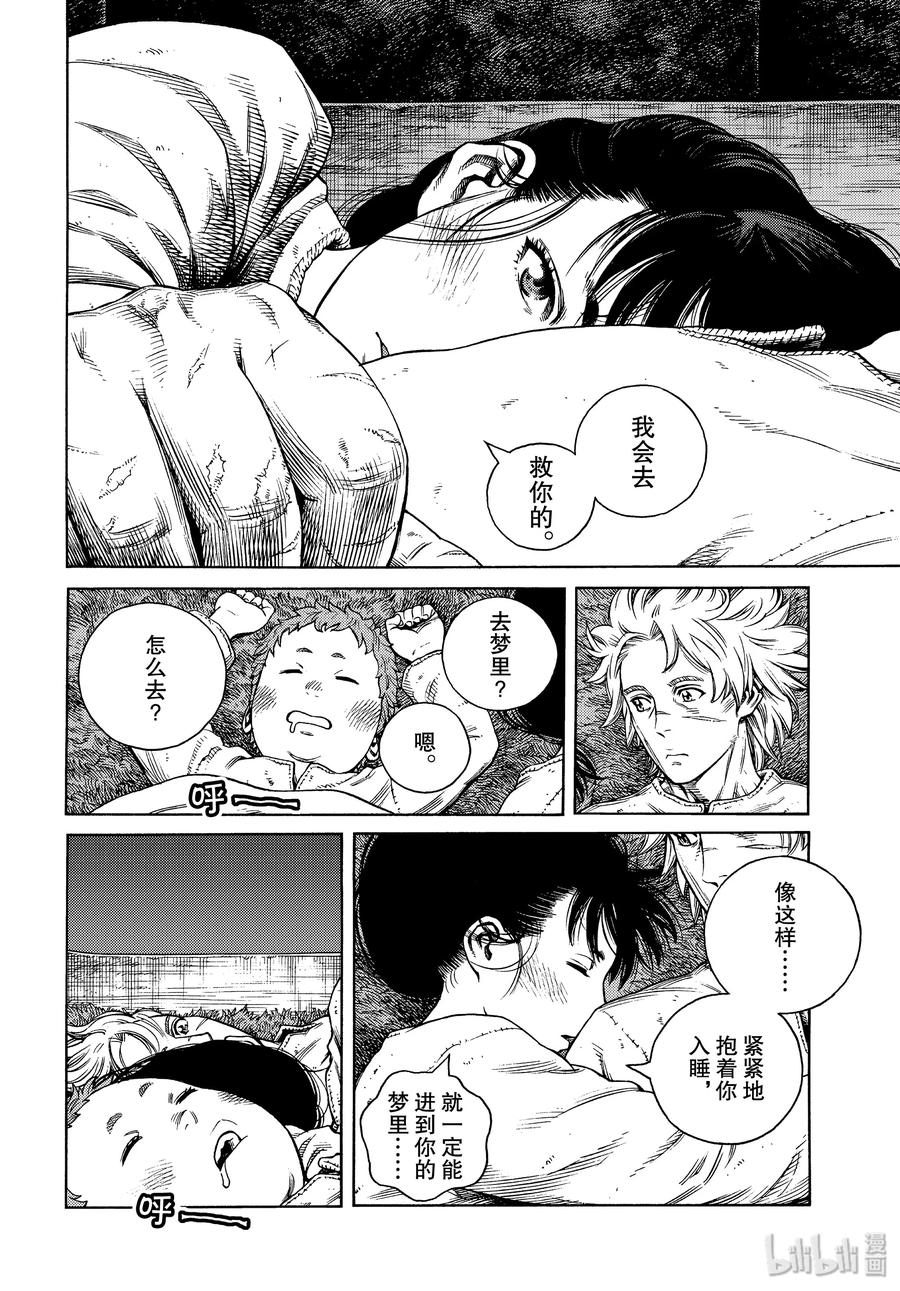 我会去
救你的。
去梦里？
嗯。
怎么去？
呼——
像这样……
紧紧地
抱着你
入睡，
就一定能
进到你的
梦里……
呼——
bilibili漫画